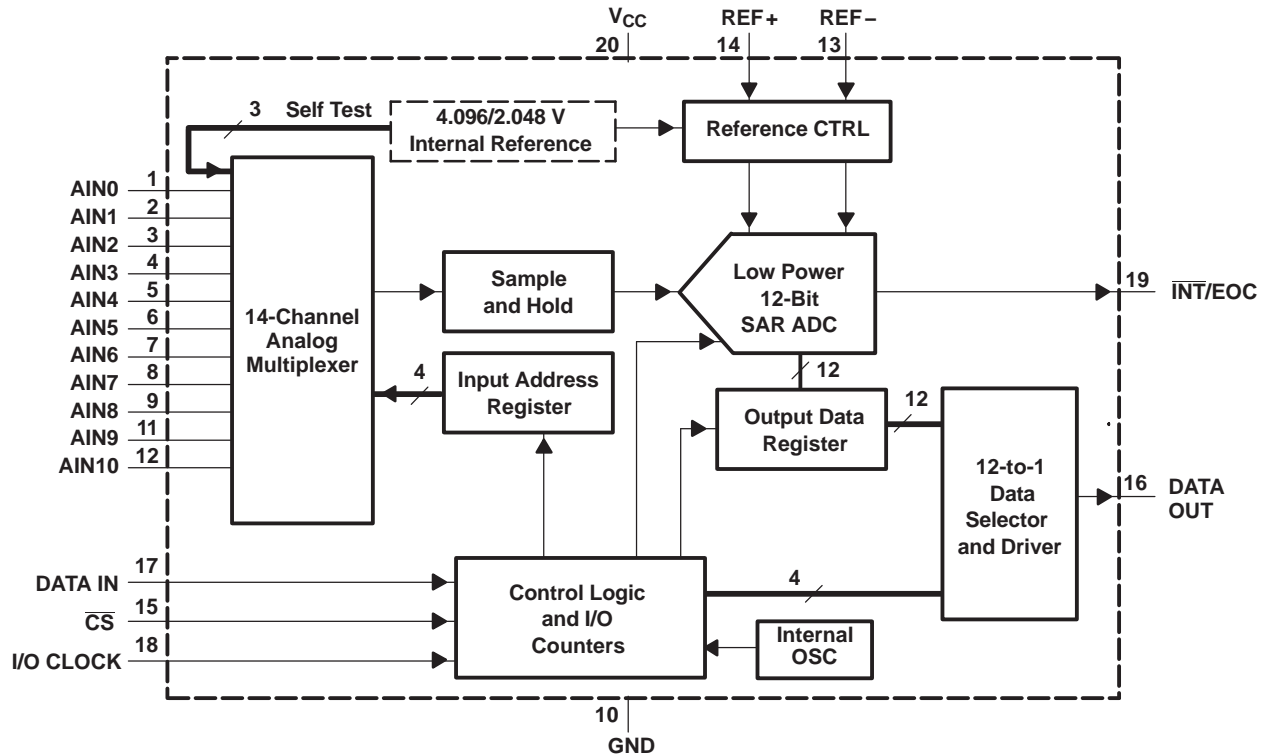 VCC
20
REF+
14
REF−
13
3 Self Test
4.096/2.048 V
Internal Reference
Reference CTRL
AIN0 1
AIN1 2
AIN2 3
AIN3 4
AIN4 5
AIN5 6
AIN6 7
AIN7 8
AIN8 9
AIN9 11
AIN10 12
14-Channel
Analog
Multiplexer
Sample
and Hold
Low Power
12-Bit
SAR ADC
19 INT/EOC
4
Input Address
Register
12
Output Data
Register
12
12-to-1
Data
Selector
and Driver
16 DATA
OUT
DATA IN 17
CS 15
I/O CLOCK 18
Control Logic
and I/O
Counters
4
Internal
OSC
10
GND